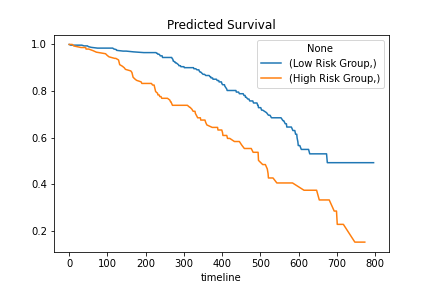 Predicted Survival
None
(Low Risk Group,)
(High Risk Group,)
1.0
0.8
0.6
0.4
0.2
0 100 200 300 400 500 600 700 800
timeline